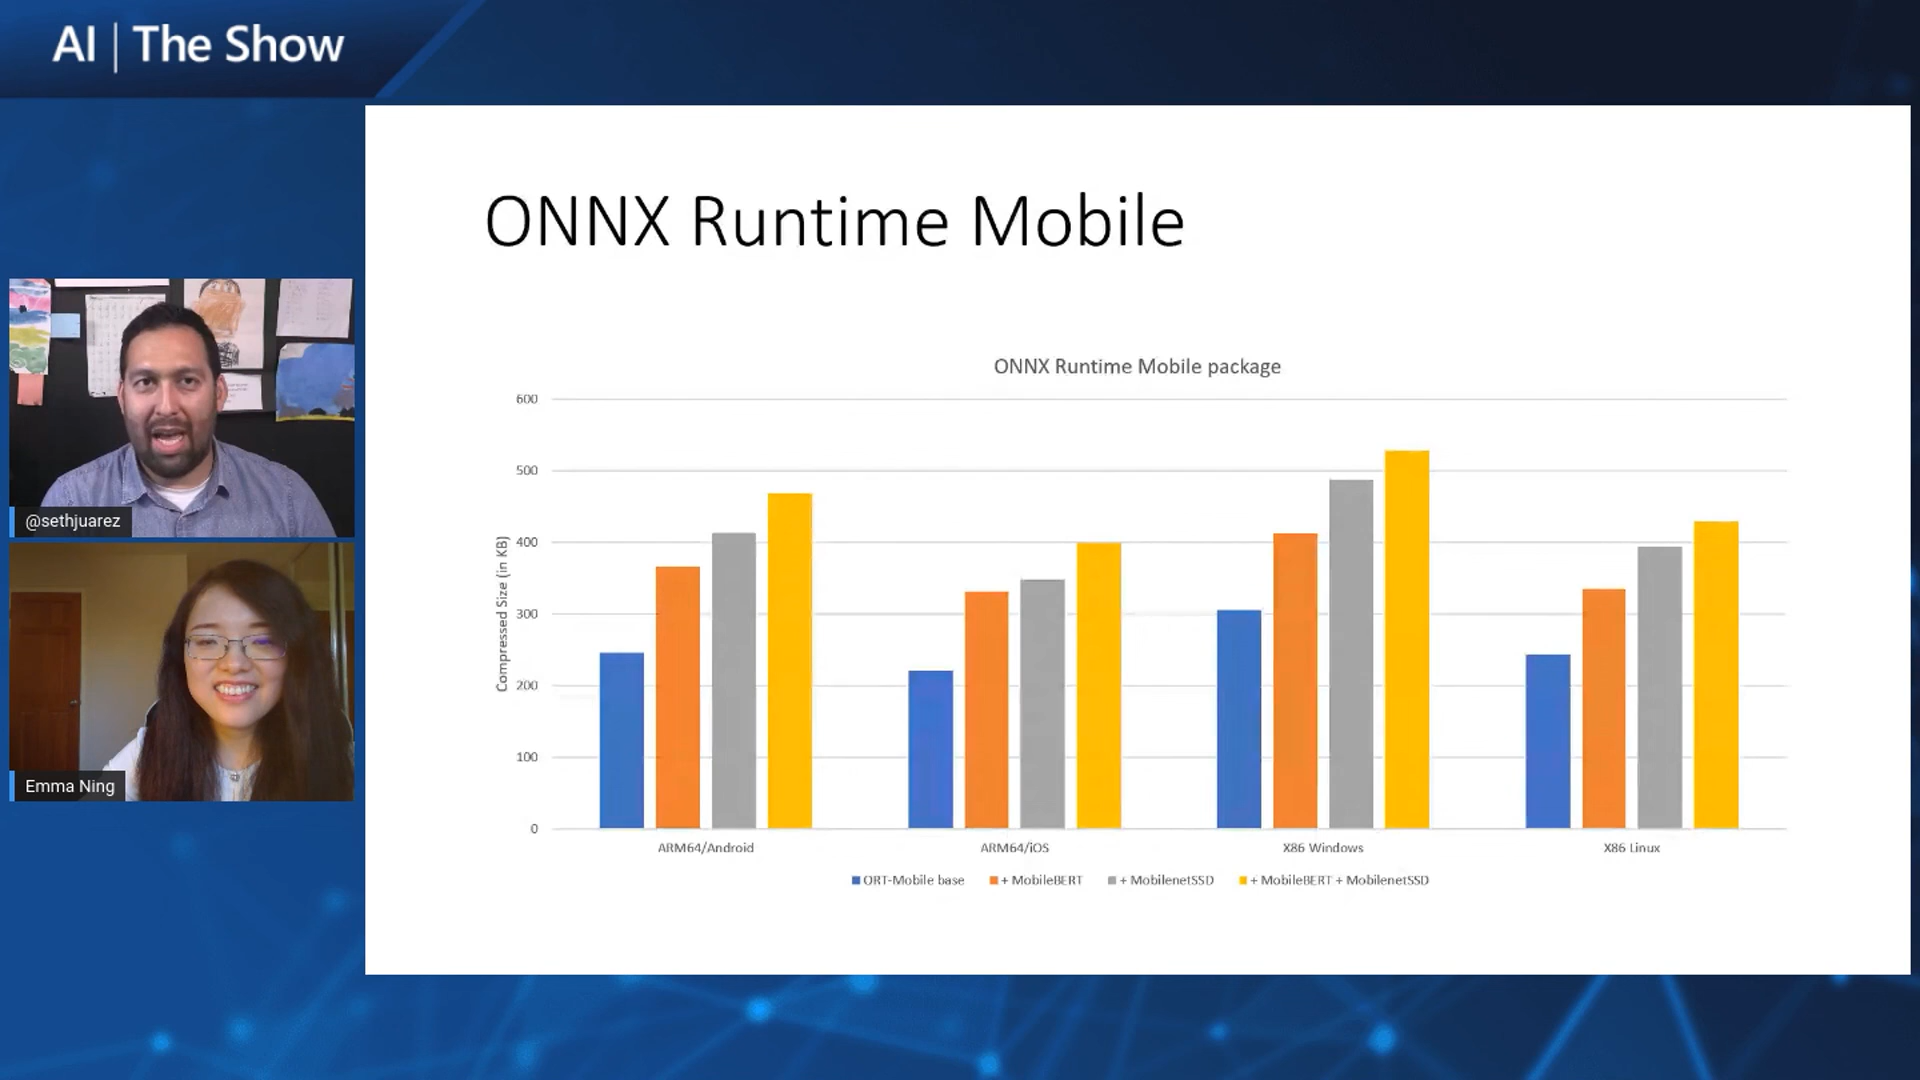 AI | The Show
ONNX Runtime Mobile
ONNX Runtime Mobile package
600
500
400
300
200
100
0
Compressed Size (in KB)
ARM64/Android
ARM64/iOS
X86 Windows
X86 Linux
ORT-Mobile base
+ MobileBERT
+ MobilenetSSD
+ MobileBERT + MobilenetSSD
@sethjuarez
Emma Ning